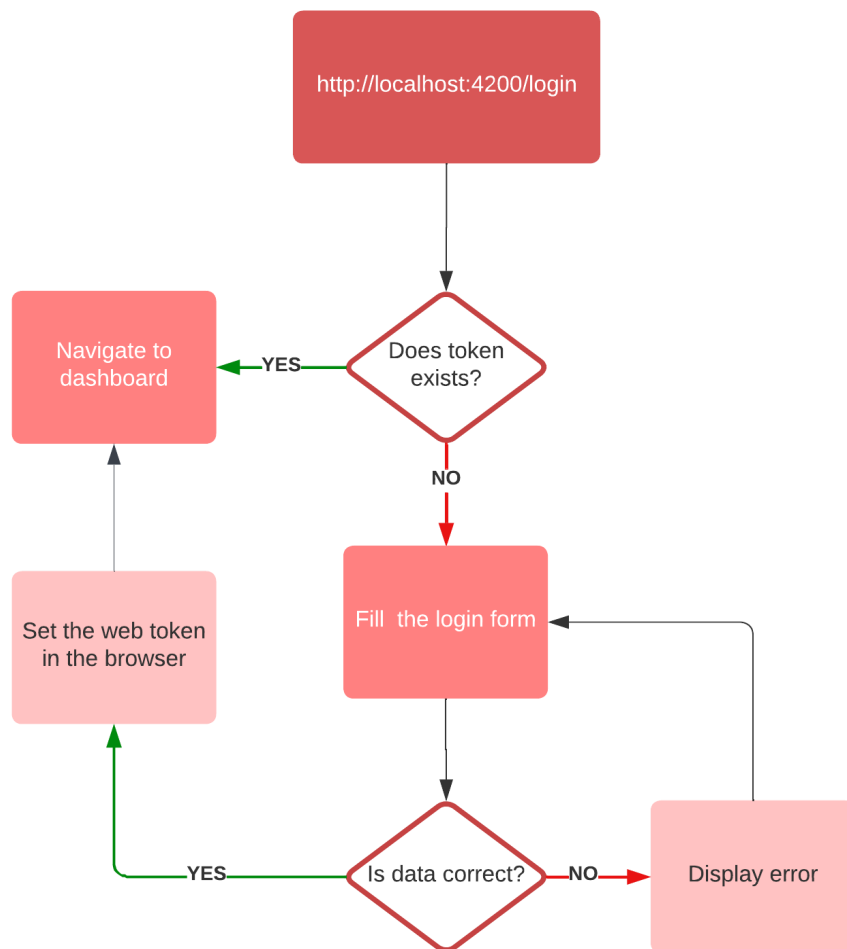 http://localhost:4200/login
Does token
exists?
YES
Navigate to
dashboard
NO
Fill  the login form
Set the web token
in the browser
Is data correct?
YES
NO
Display error